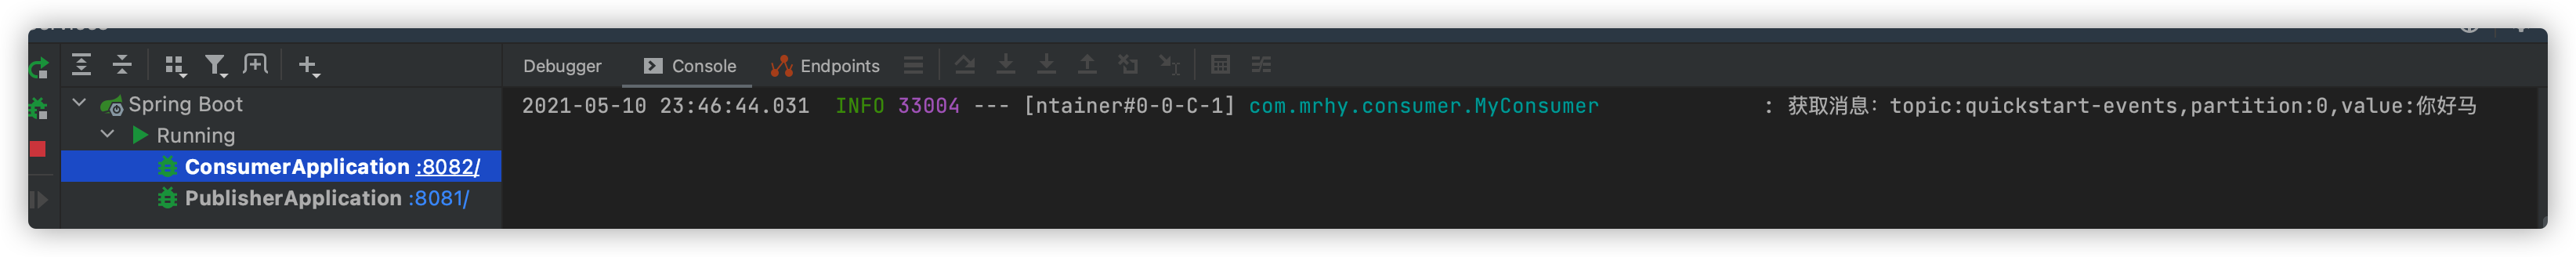 Debugger Console Endpoints
Spring Boot
Running
ConsumerApplication :8082/
PublisherApplication :8081/
2021-05-10 23:46:44.031 INFO 33004 --- [ntainer#0-0-C-1] com.mrhy.consumer.MyConsumer : 获取消息：topic:quickstart-events,partition:0,value:你好马